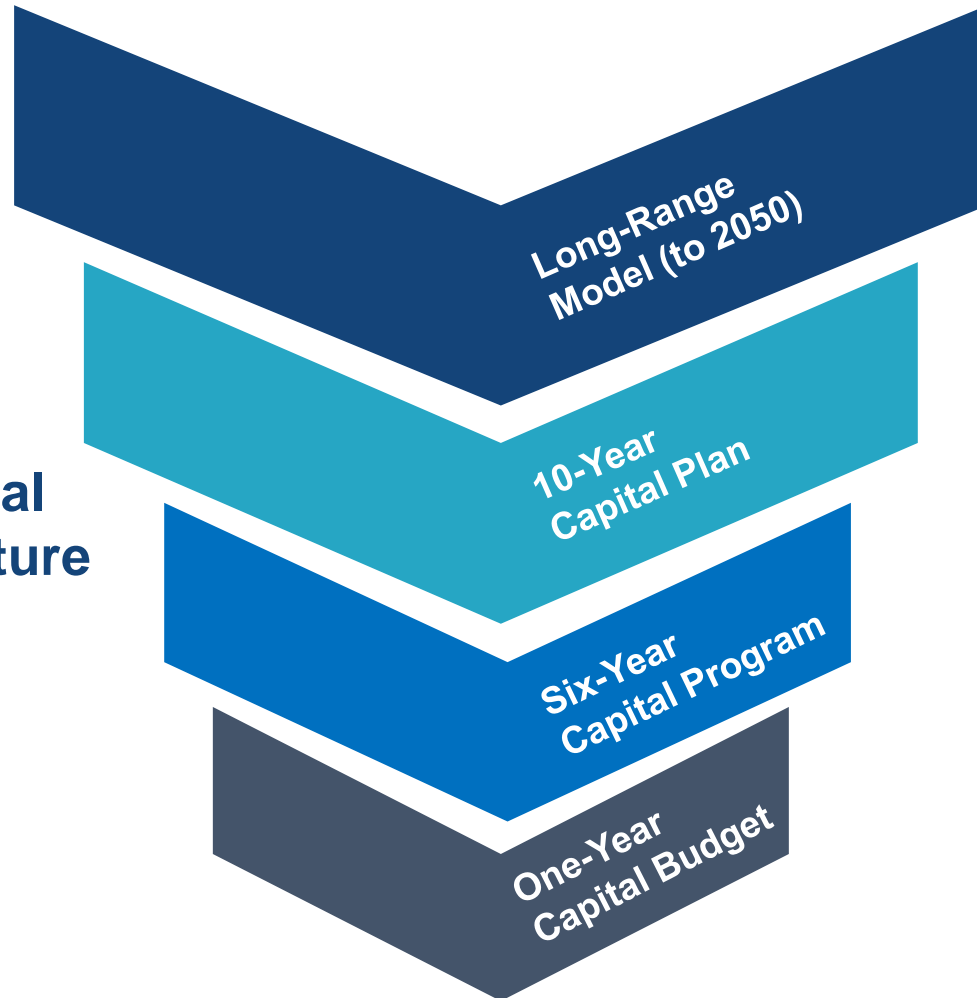 Long-Range
Model (to 2050)
10-Year
Capital Plan
Six-Year
Capital Program
One-Year
Capital Budget